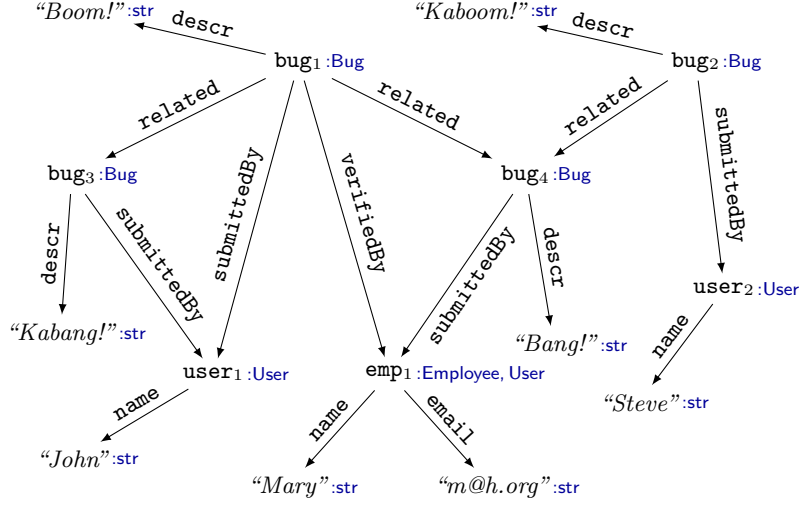 “Boom!”:str
“Kaboom!”:str
descr
descr
bug₁:Bug
bug₂:Bug
related
related
related
submittedBy
verifiedBy
submittedBy
bug₃:Bug
bug₄:Bug
descr
submittedBy
submittedBy
descr
user₂:User
“Kabang!”:str
“Bang!”:str
name
user₁:User
emp₁:Employee, User
“Steve”:str
name
name
email
“John”:str
“Mary”:str
“m@h.org”:str